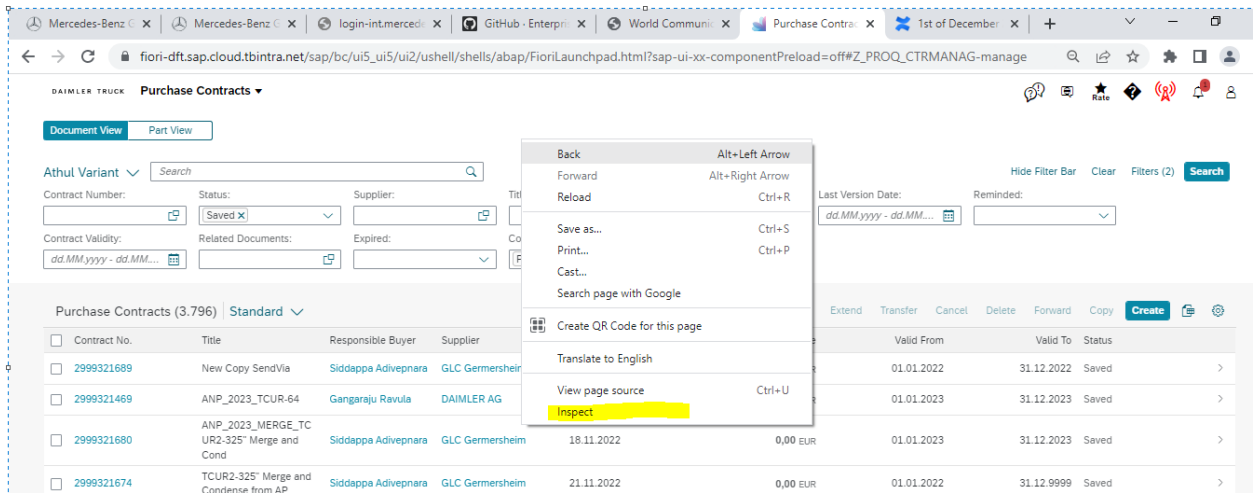 Mercedes-Benz G
Mercedes-Benz G
login-int.mercede
GitHub · Enterpri
World Communic
Purchase Contrac
1st of December
fiori-dft.sap.cloud.tbintra.net/sap/bc/ui5_ui5/ui2/ushell/shells/abap/FioriLaunchpad.html?sap-ui-xx-componentPreload=off#Z_PROQ_CTRMANAG-manage
DAIMLER TRUCK Purchase Contracts
Rate
Document View Part View
Athul Variant Search
Hide Filter Bar Clear Filters (2) Search
Contract Number: Status: Supplier: Titl Last Version Date: Reminded:
Saved dd.MM.yyyy - dd.MM....
Contract Validity: Related Documents: Expired: Co
dd.MM.yyyy - dd.MM....
Back Alt+Left Arrow
Forward Alt+Right Arrow
Reload Ctrl+R
Save as... Ctrl+S
Print... Ctrl+P
Cast...
Search page with Google
Create QR Code for this page
Translate to English
View page source Ctrl+U
Inspect
Purchase Contracts (3.796) Standard
Extend Transfer Cancel Delete Forward Copy Create
Contract No. Title Responsible Buyer Supplier Valid From Valid To Status
2999321689 New Copy SendVia Siddappa Adivepnara GLC Germersheim 01.01.2022 31.12.2022 Saved
2999321469 ANP_2023_TCUR-64 Gangaraju Ravula DAIMLER AG 01.01.2023 31.12.2023 Saved
ANP_2023_MERGE_TC
2999321680 UR2-325" Merge and Siddappa Adivepnara GLC Germersheim 18.11.2022 0,00 EUR 01.01.2023 31.12.2023 Saved
Cond
TCUR2-325" Merge and
2999321674 Condense from AP Siddappa Adivepnara GLC Germersheim 21.11.2022 0,00 EUR 01.01.2022 31.12.9999 Saved